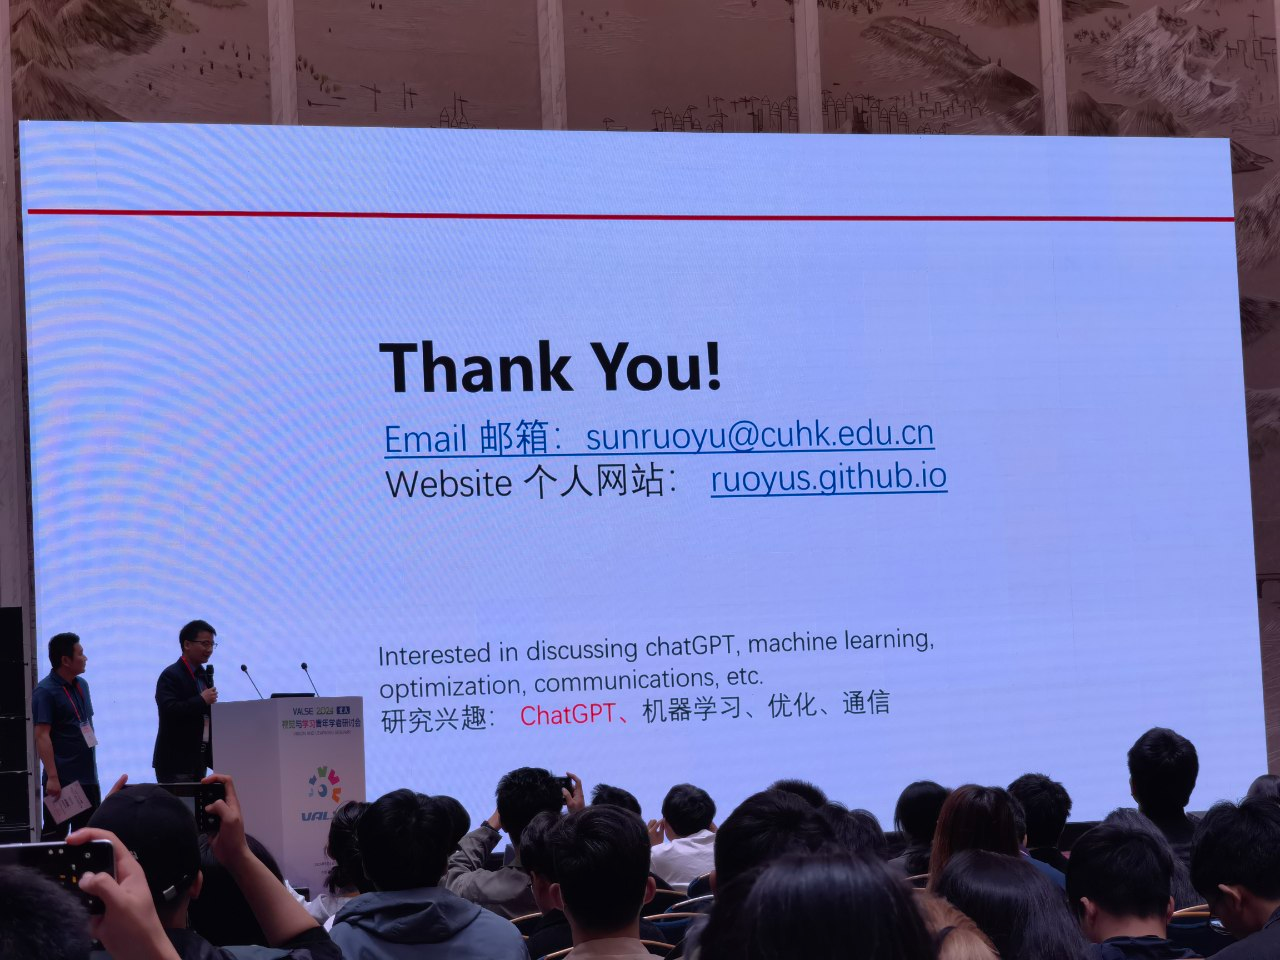 Thank You!
Email 邮箱：sunruoyu@cuhk.edu.cn
Website 个人网站： ruoyus.github.io
Interested in discussing chatGPT, machine learning,
optimization, communications, etc.
研究兴趣： ChatGPT、机器学习、优化、通信
VALSE 2024
视觉与学习青年学者研讨会
VALSE